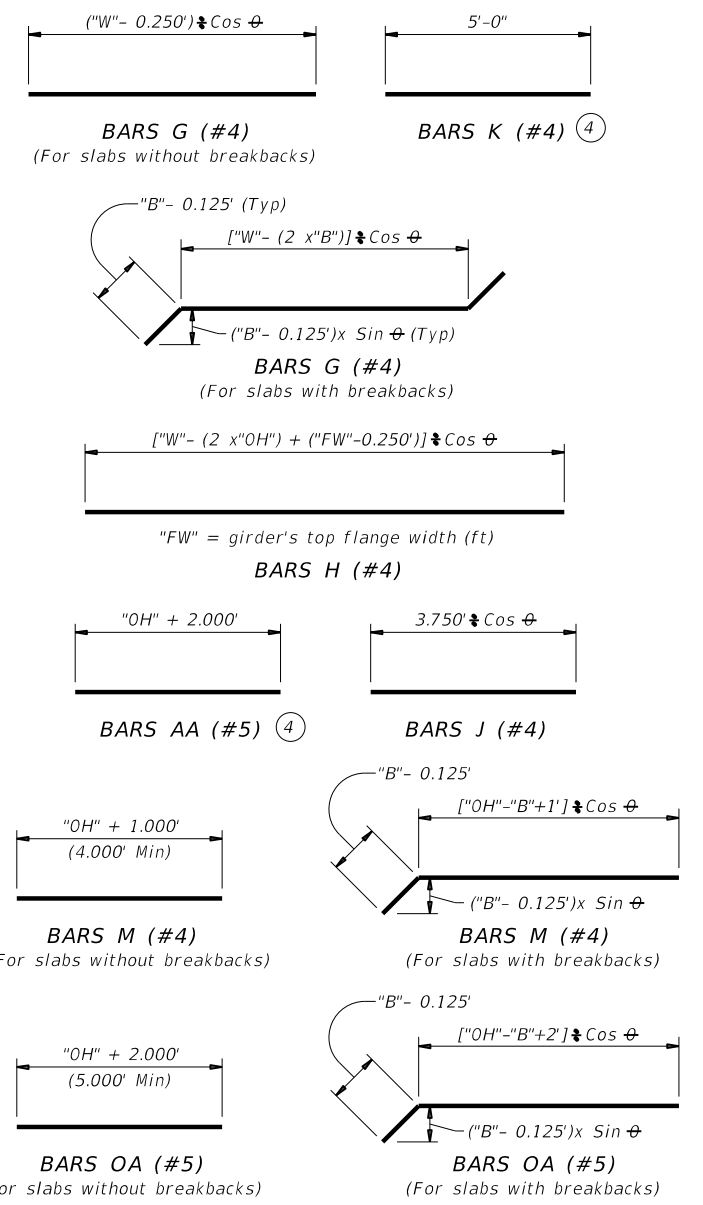 ("W"– 0.250') ÷ Cos θ
5'-0"
BARS G (#4)
(For slabs without breakbacks)
BARS K (#4) 4
"B"– 0.125' (Typ)
["W"– (2 x"B")] ÷ Cos θ
("B"– 0.125')x Sin θ (Typ)
BARS G (#4)
(For slabs with breakbacks)
["W"– (2 x"OH") + ("FW"–0.250')] ÷ Cos θ
"FW" = girder's top flange width (ft)
BARS H (#4)
"OH" + 2.000'
3.750' ÷ Cos θ
BARS AA (#5) 4
BARS J (#4)
"B"– 0.125'
["OH"–"B"+1'] ÷ Cos θ
"OH" + 1.000'
(4.000' Min)
("B"– 0.125')x Sin θ
BARS M (#4)
For slabs without breakbacks)
BARS M (#4)
(For slabs with breakbacks)
"B"– 0.125'
["OH"–"B"+2'] ÷ Cos θ
"OH" + 2.000'
(5.000' Min)
("B"– 0.125')x Sin θ
BARS OA (#5)
or slabs without breakbacks)
BARS OA (#5)
(For slabs with breakbacks)